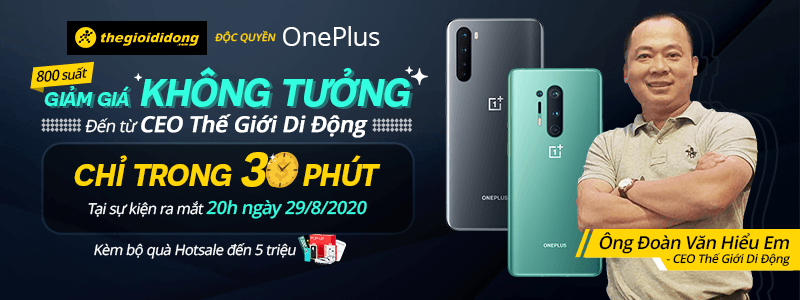 thegioididong
.com
ĐỘC QUYỀN OnePlus
800 suất
GIẢM GIÁ KHÔNG TƯỞNG
Đến từ CEO Thế Giới Di Động
CHỈ TRONG 30 PHÚT
Tại sự kiện ra mắt 20h ngày 29/8/2020
Kèm bộ quà Hotsale đến 5 triệu
POP-UP
ONEPLUS
ONEPLUS
Ông Đoàn Văn Hiểu Em
- CEO Thế Giới Di Động